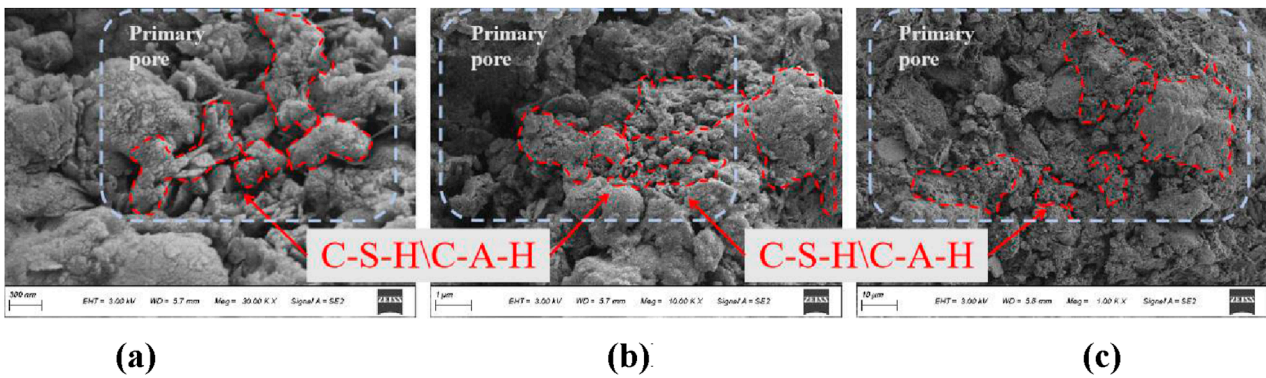 Primary
pore
Primary
pore
Primary
pore
C-S-H\C-A-H
C-S-H\C-A-H
300 nm EHT = 3.00 kV WD = 5.7 mm Mag = 30.00 K X Signal A = SE2 ZEISS
1 µm EHT = 3.00 kV WD = 5.7 mm Mag = 10.00 K X Signal A = SE2 ZEISS
10 µm EHT = 3.00 kV WD = 5.8 mm Mag = 1.00 K X Signal A = SE2 ZEISS
(a)
(b)
(c)